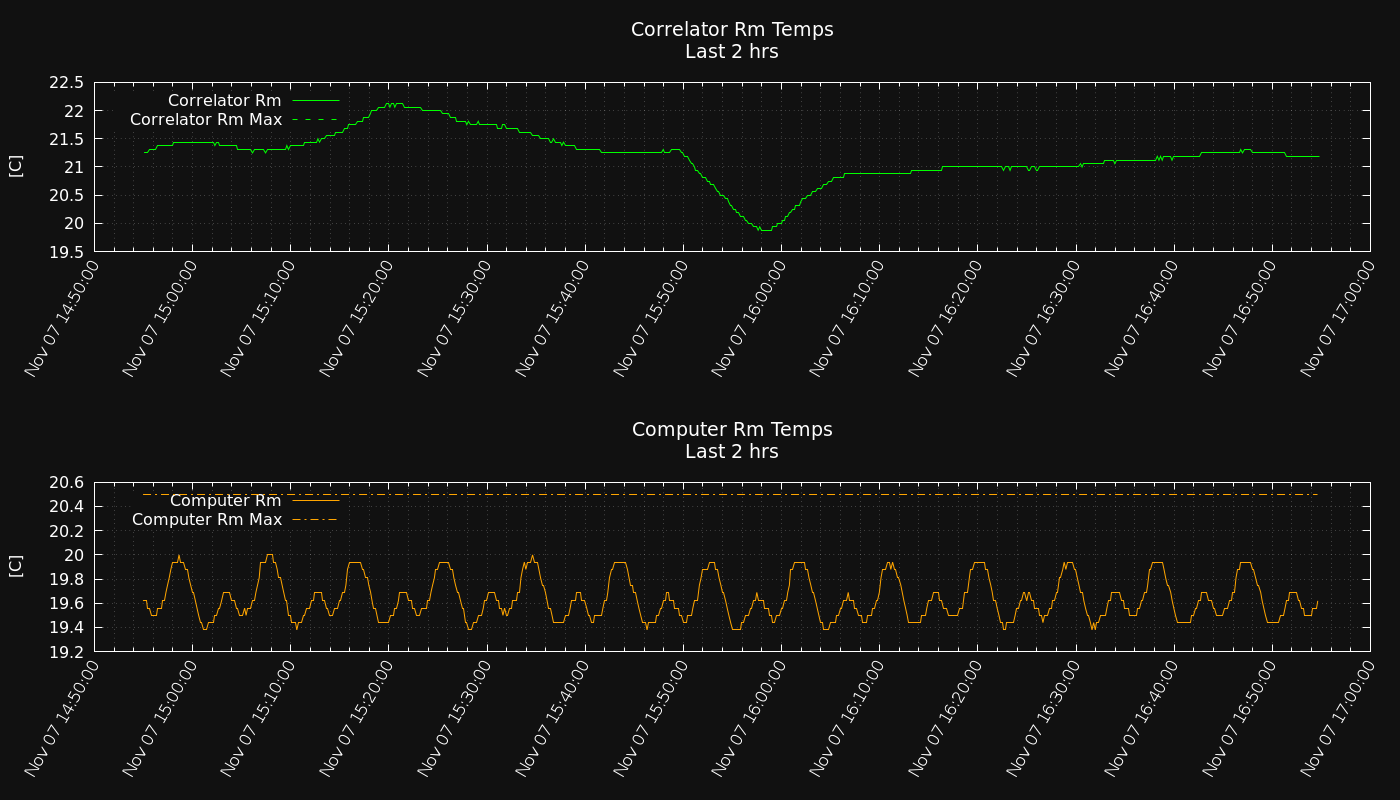 Correlator Rm Temps
Last 2 hrs
22.5
22
21.5
21
20.5
20
19.5
[C]
Correlator Rm
Correlator Rm Max
Nov 07 14:50:00
Nov 07 15:00:00
Nov 07 15:10:00
Nov 07 15:20:00
Nov 07 15:30:00
Nov 07 15:40:00
Nov 07 15:50:00
Nov 07 16:00:00
Nov 07 16:10:00
Nov 07 16:20:00
Nov 07 16:30:00
Nov 07 16:40:00
Nov 07 16:50:00
Nov 07 17:00:00
Computer Rm Temps
Last 2 hrs
20.6
20.4
20.2
20
19.8
19.6
19.4
19.2
[C]
Computer Rm
Computer Rm Max
Nov 07 14:50:00
Nov 07 15:00:00
Nov 07 15:10:00
Nov 07 15:20:00
Nov 07 15:30:00
Nov 07 15:40:00
Nov 07 15:50:00
Nov 07 16:00:00
Nov 07 16:10:00
Nov 07 16:20:00
Nov 07 16:30:00
Nov 07 16:40:00
Nov 07 16:50:00
Nov 07 17:00:00